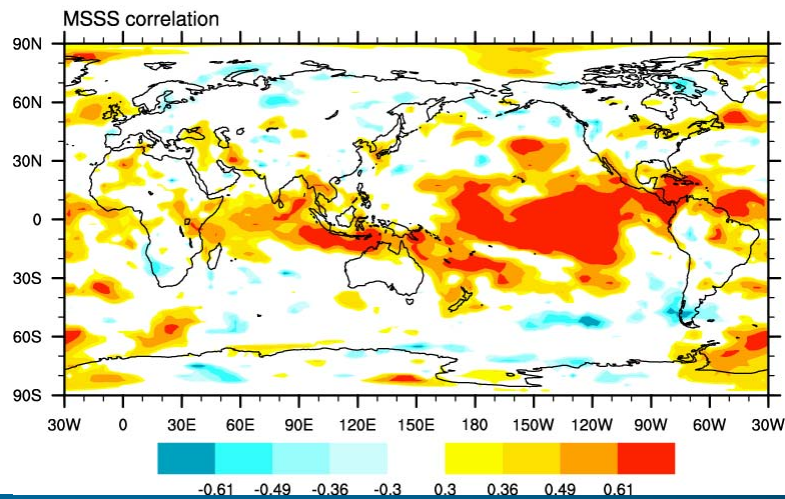 MSSS correlation
90N
60N
30N
0
30S
60S
90S
30W 0 30E 60E 90E 120E 150E 180 150W 120W 90W 60W 30W
-0.61 -0.49 -0.36 -0.3 0.3 0.36 0.49 0.61